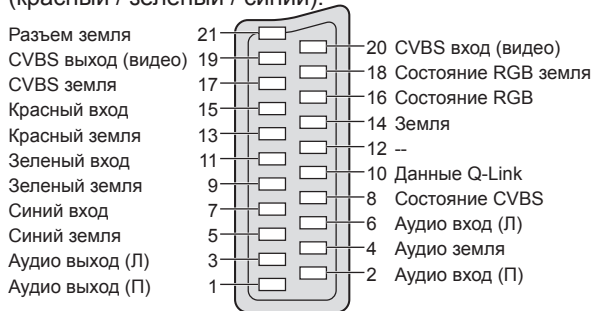 (красный / зеленый / синий).
Разъем земля 21
20 CVBS вход (видео)
CVBS выход (видео) 19
18 Состояние RGB земля
CVBS земля 17
16 Состояние RGB
Красный вход 15
14 Земля
Красный земля 13
12 --
Зеленый вход 11
10 Данные Q-Link
Зеленый земля 9
8 Состояние CVBS
Синий вход 7
6 Аудио вход (Л)
Синий земля 5
4 Аудио земля
Аудио выход (Л) 3
2 Аудио вход (П)
Аудио выход (П) 1